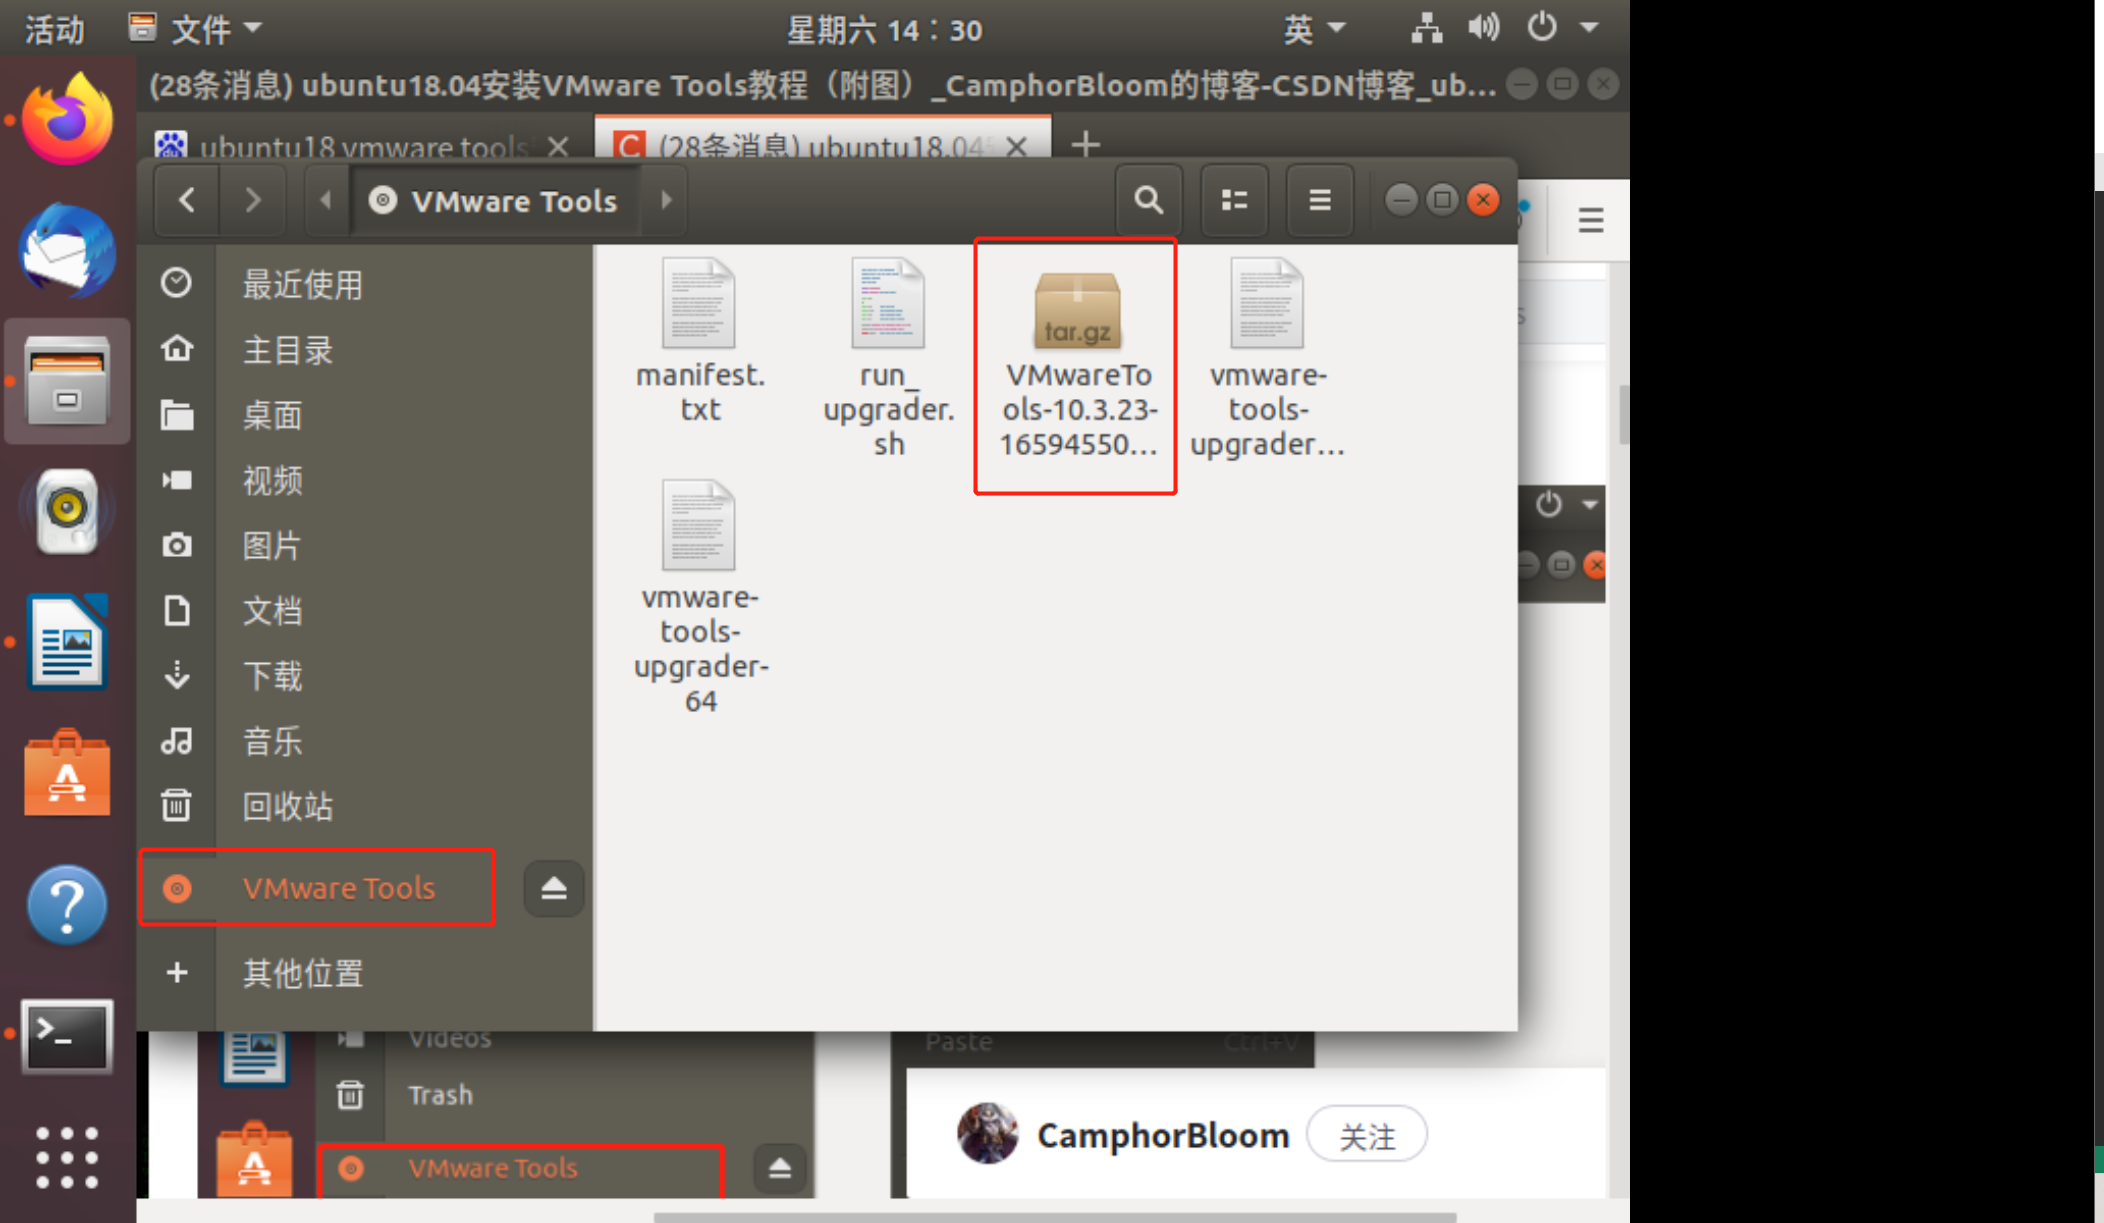 活动
文件
星期六 14：30
英
(28条消息) ubuntu18.04安装VMware Tools教程（附图）_CamphorBloom的博客-CSDN博客_ub...
ubuntu18 vmware tools
(28条消息) ubuntu18.04
VMware Tools
最近使用
主目录
桌面
视频
图片
文档
下载
音乐
回收站
VMware Tools
其他位置
manifest.
txt
run_
upgrader.
sh
tar.gz
VMwareTo
ols-10.3.23-
16594550...
vmware-
tools-
upgrader...
vmware-
tools-
upgrader-
64
Videos
Trash
VMware Tools
Paste
Ctrl+V
CamphorBloom
关注